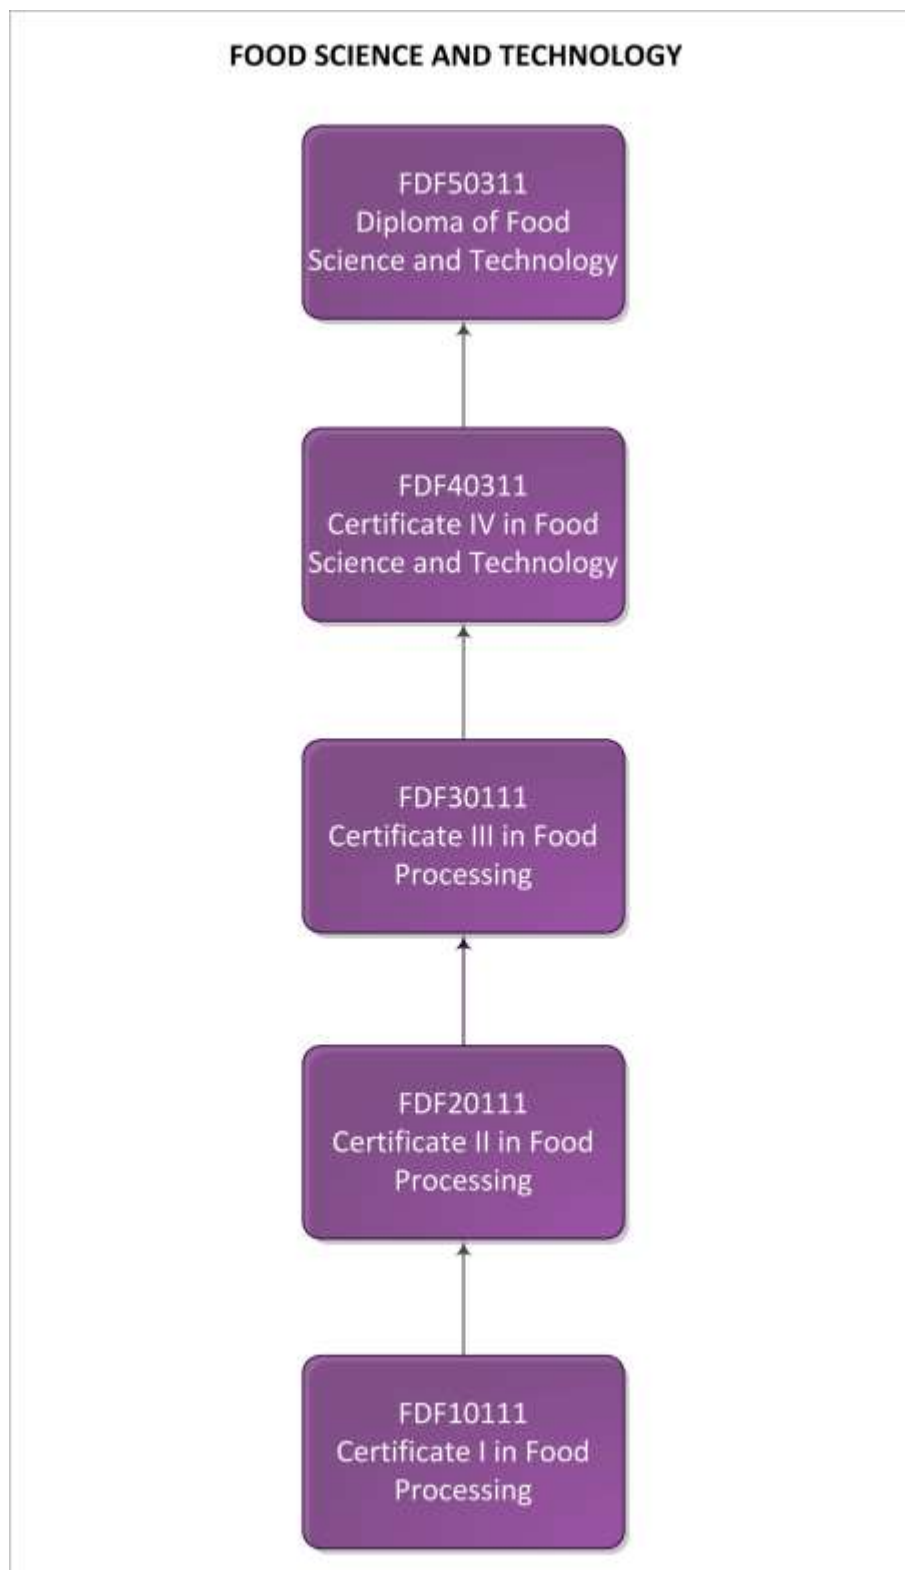 FOOD SCIENCE AND TECHNOLOGY
FDF50311
Diploma of Food
Science and Technology
FDF40311
Certificate IV in Food
Science and Technology
FDF30111
Certificate III in Food
Processing
FDF20111
Certificate II in Food
Processing
FDF10111
Certificate I in Food
Processing